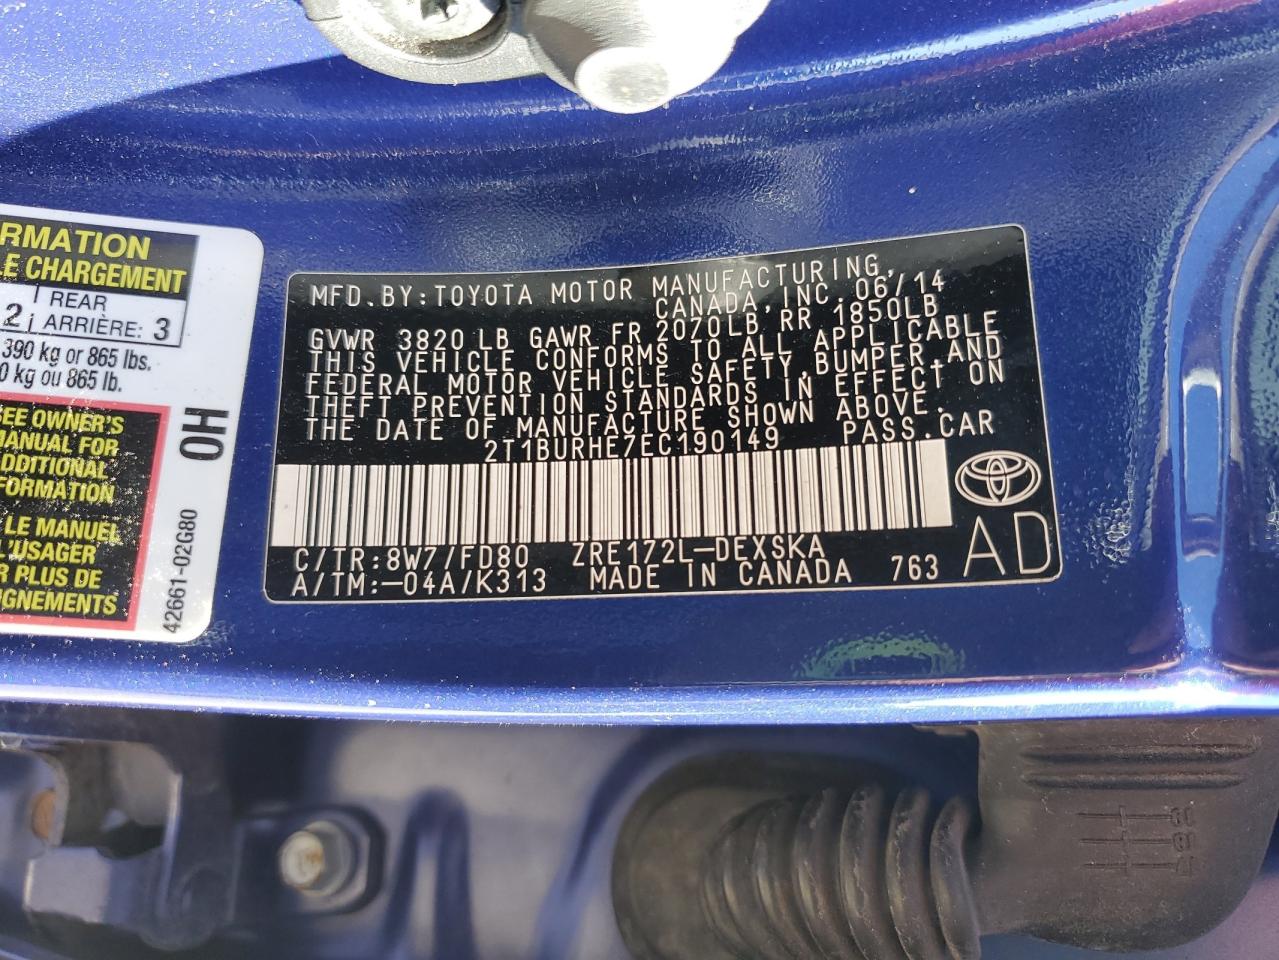 RMATION
LE CHARGEMENT
2 REAR
ARRIÈRE: 3
390 kg or 865 lbs.
0 kg ou 865 lb.
SEE OWNER'S
MANUAL FOR
ADDITIONAL
FORMATION
LE MANUEL
L'USAGER
R PLUS DE
IGNEMENTS
OH
42661-02G80
MFD.BY:TOYOTA MOTOR MANUFACTURING,
CANADA,INC.06/14
GVWR 3820 LB GAWR FR 2070LB,RR 1850LB
THIS VEHICLE CONFORMS TO ALL APPLICABLE
FEDERAL MOTOR VEHICLE SAFETY,BUMPER,AND
THEFT PREVENTION STANDARDS IN EFFECT ON
THE DATE OF MANUFACTURE SHOWN ABOVE.
2T1BURHE7EC190149 PASS.CAR
C/TR:8W7/FD80 ZRE172L-DEXSKA
A/TM:-04A/K313 MADE IN CANADA 763
AD